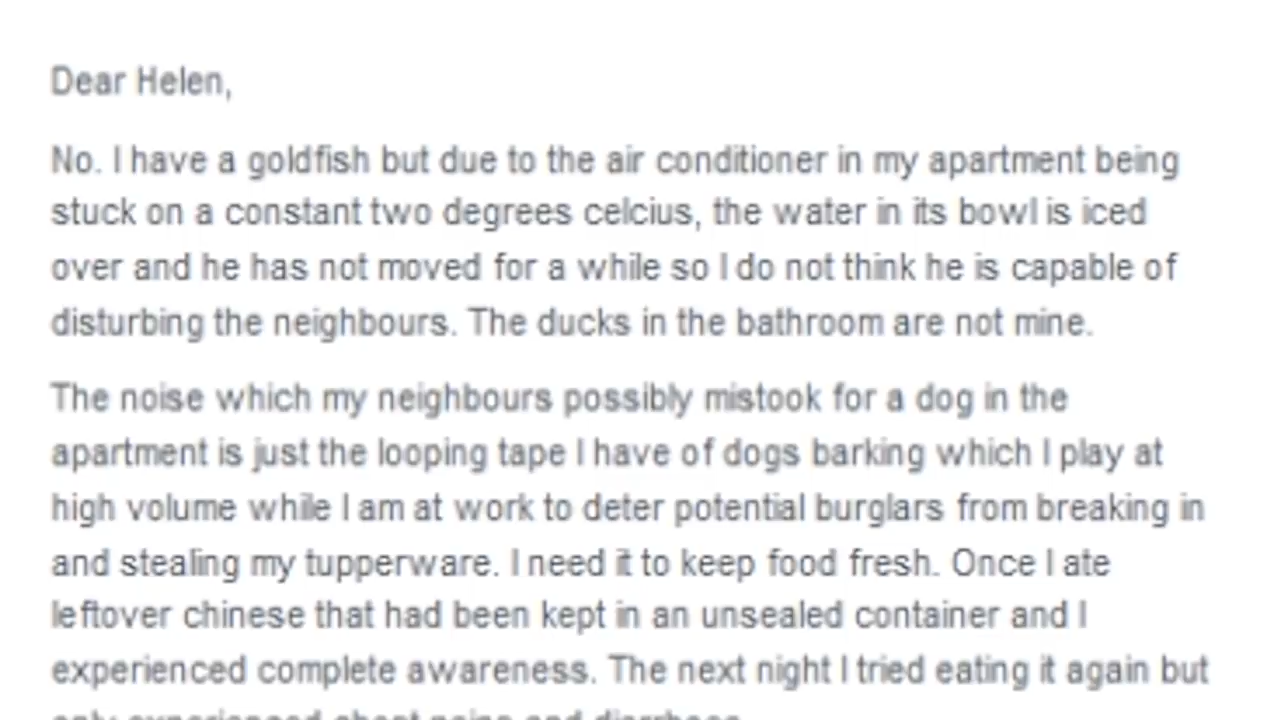 Dear Helen,
No. I have a goldfish but due to the air conditioner in my apartment being
stuck on a constant two degrees celcius, the water in its bowl is iced
over and he has not moved for a while so I do not think he is capable of
disturbing the neighbours. The ducks in the bathroom are not mine.
The noise which my neighbours possibly mistook for a dog in the
apartment is just the looping tape I have of dogs barking which I play at
high volume while I am at work to deter potential burglars from breaking in
and stealing my tupperware. I need it to keep food fresh. Once I ate
leftover chinese that had been kept in an unsealed container and I
experienced complete awareness. The next night I tried eating it again but
only experienced chest pains and diarrhoea.